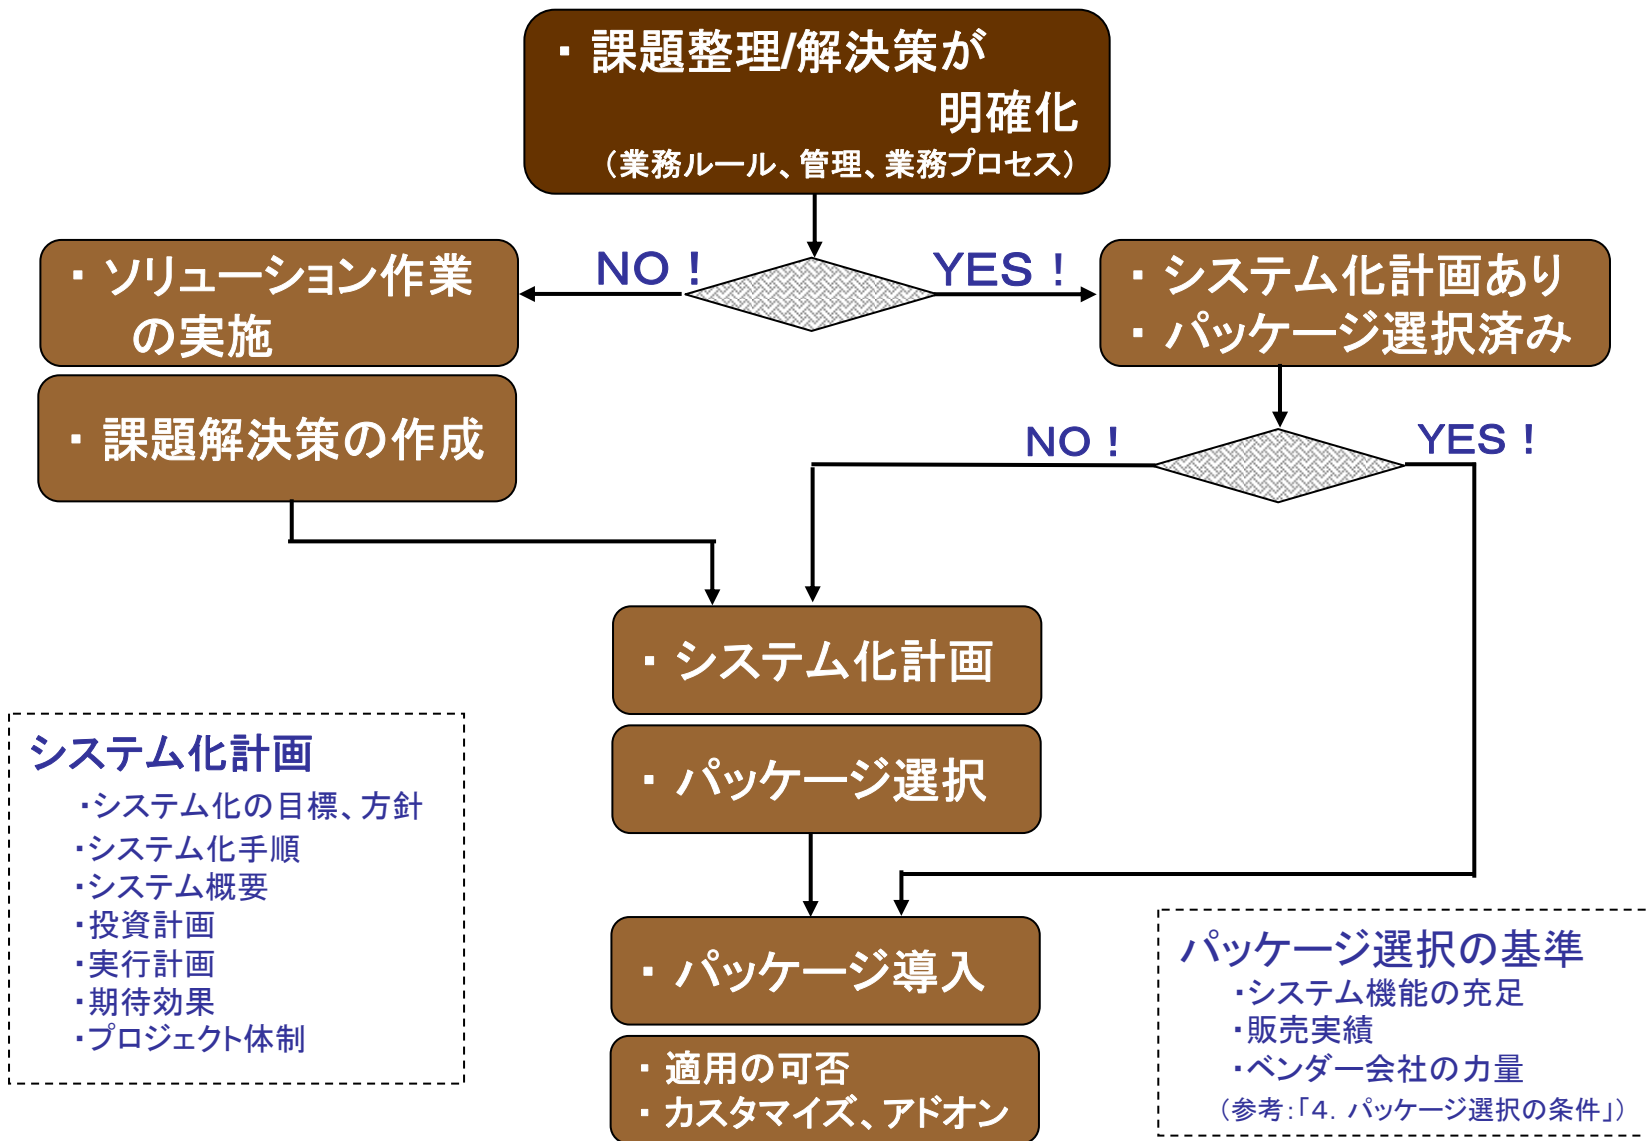 ・ 課題整理/解決策が
明確化
（業務ルール、管理、業務プロセス）
NO！
YES！
・ ソリューション作業
の実施
・ システム化計画あり
・ パッケージ選択済み
・ 課題解決策の作成
NO！
YES！
・ システム化計画
・ パッケージ選択
システム化計画
・システム化の目標、方針
・システム化手順
・システム概要
・投資計画
・実行計画
・期待効果
・プロジェクト体制
・ パッケージ導入
・ 適用の可否
・ カスタマイズ、アドオン
パッケージ選択の基準
・システム機能の充足
・販売実績
・ベンダー会社の力量
（参考：「４．パッケージ選択の条件」）